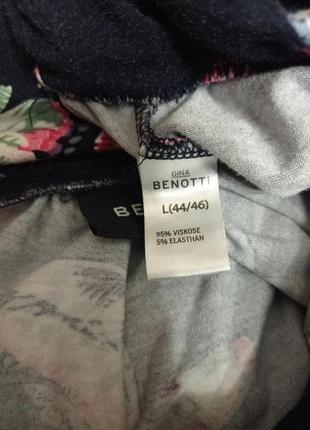 GINA
BENOTTI
L(44/46)
95% VISKOSE
5% ELASTHAN
BE